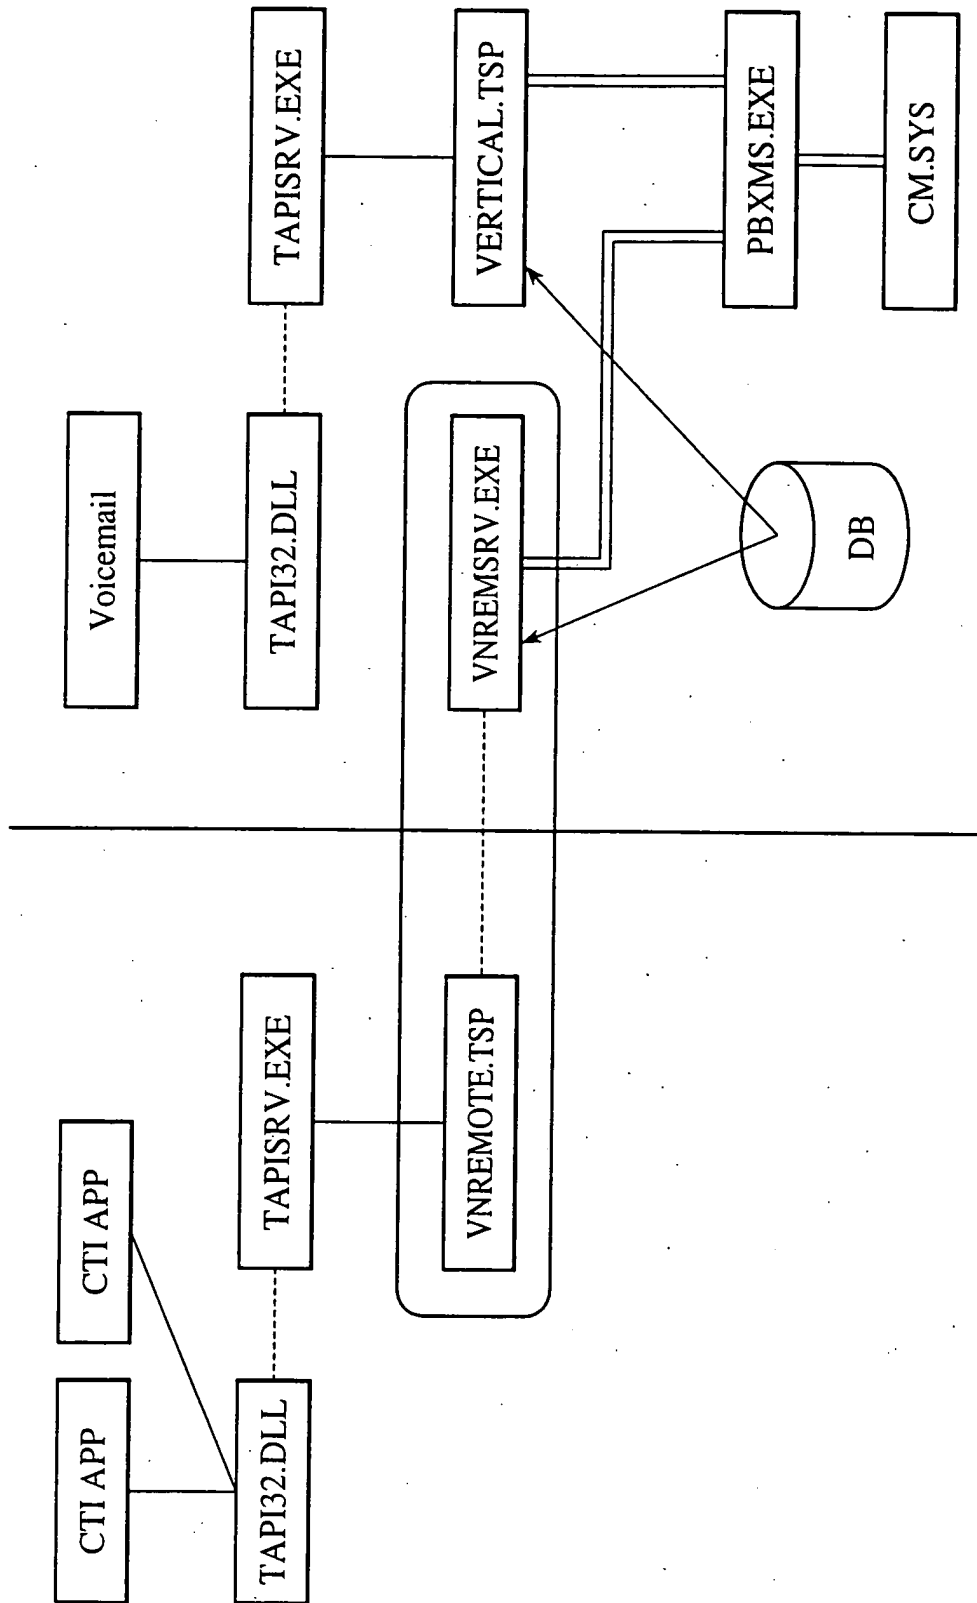 CTI APP
CTI APP
Voicemail
TAPI32.DLL
TAPISRV.EXE
TAPI32.DLL
TAPISRV.EXE
VNREMOTE.TSP
VNREMSRV.EXE
VERTICAL.TSP
DB
PBXMS.EXE
CM.SYS